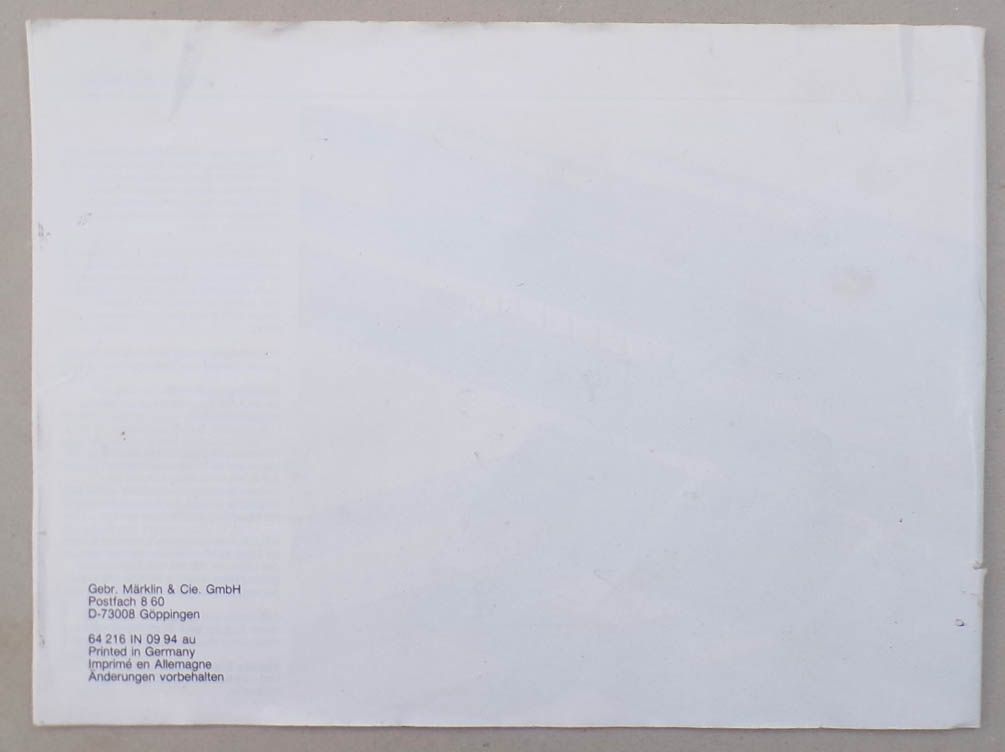 Gebr. Märklin & Cie. GmbH
Postfach 8 60
D-73008 Göppingen
64 216 IN 09 94 au
Printed in Germany
Imprimé en Allemagne
Änderungen vorbehalten